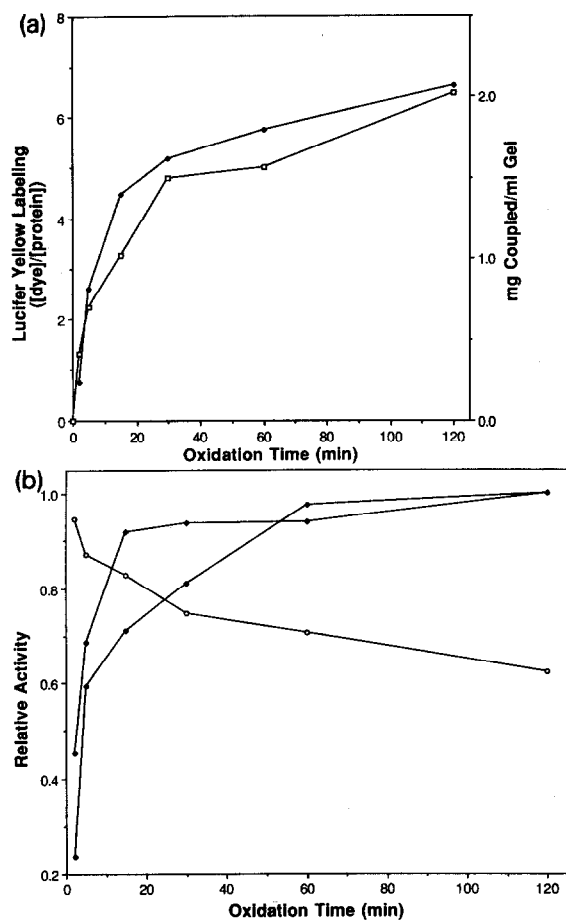 (a)
8
6
4
2
0
Lucifer Yellow Labeling
([dye]/[protein])
2.0
1.0
0.0
mg Coupled/ml Gel
0 20 40 60 80 100 120
Oxidation Time (min)
(b)
1.0
0.8
0.6
0.4
0.2
Relative Activity
0 20 40 60 80 100 120
Oxidation Time (min)